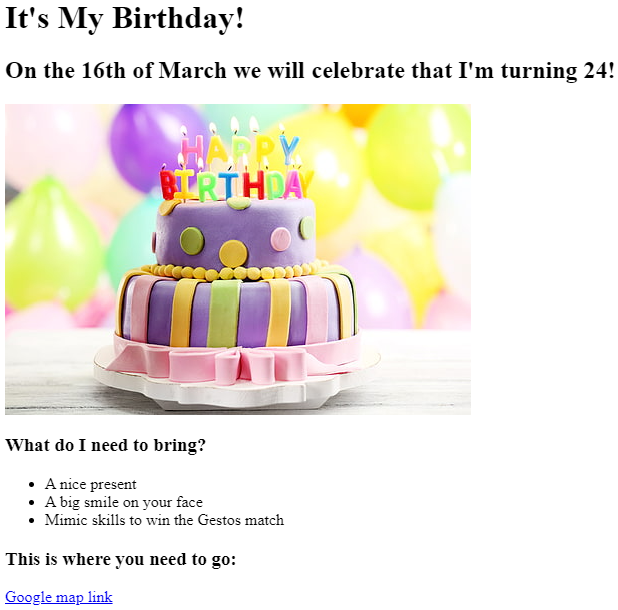 It's My Birthday!
On the 16th of March we will celebrate that I'm turning 24!
HAPPY
BIRTHDAY
What do I need to bring?
A nice present
A big smile on your face
Mimic skills to win the Gestos match
This is where you need to go:
Google map link